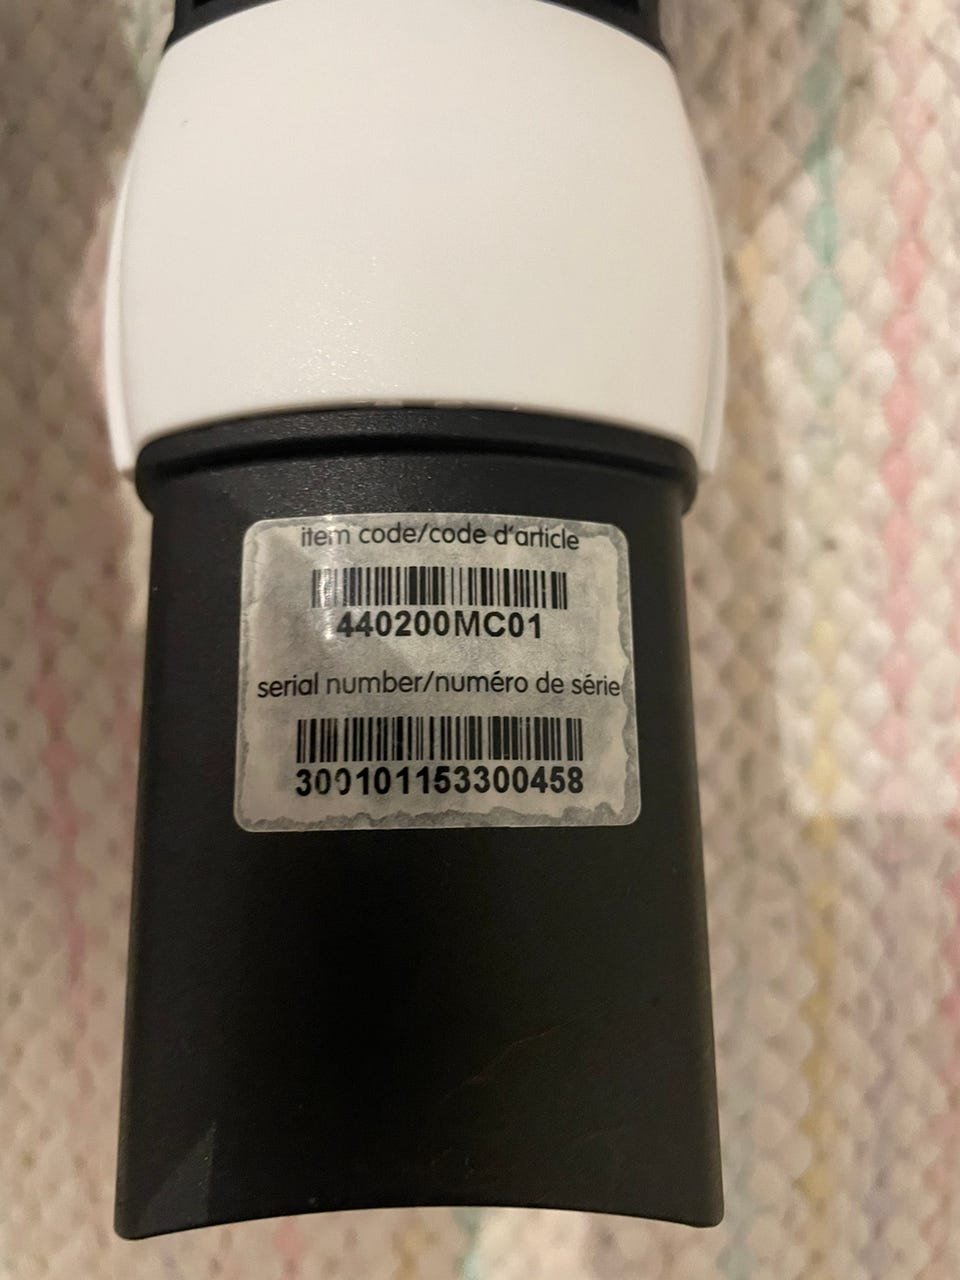 item code/code d'article
440200MC01
serial number/numéro de série
300101153300458